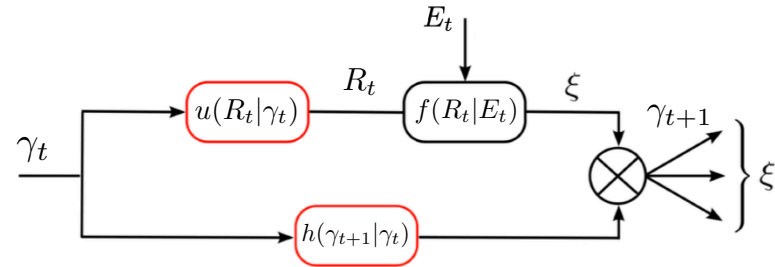 E_t
R_t
ξ
γ_{t+1}
u(R_t|γ_t)
f(R_t|E_t)
γ_t
ξ
h(γ_{t+1}|γ_t)